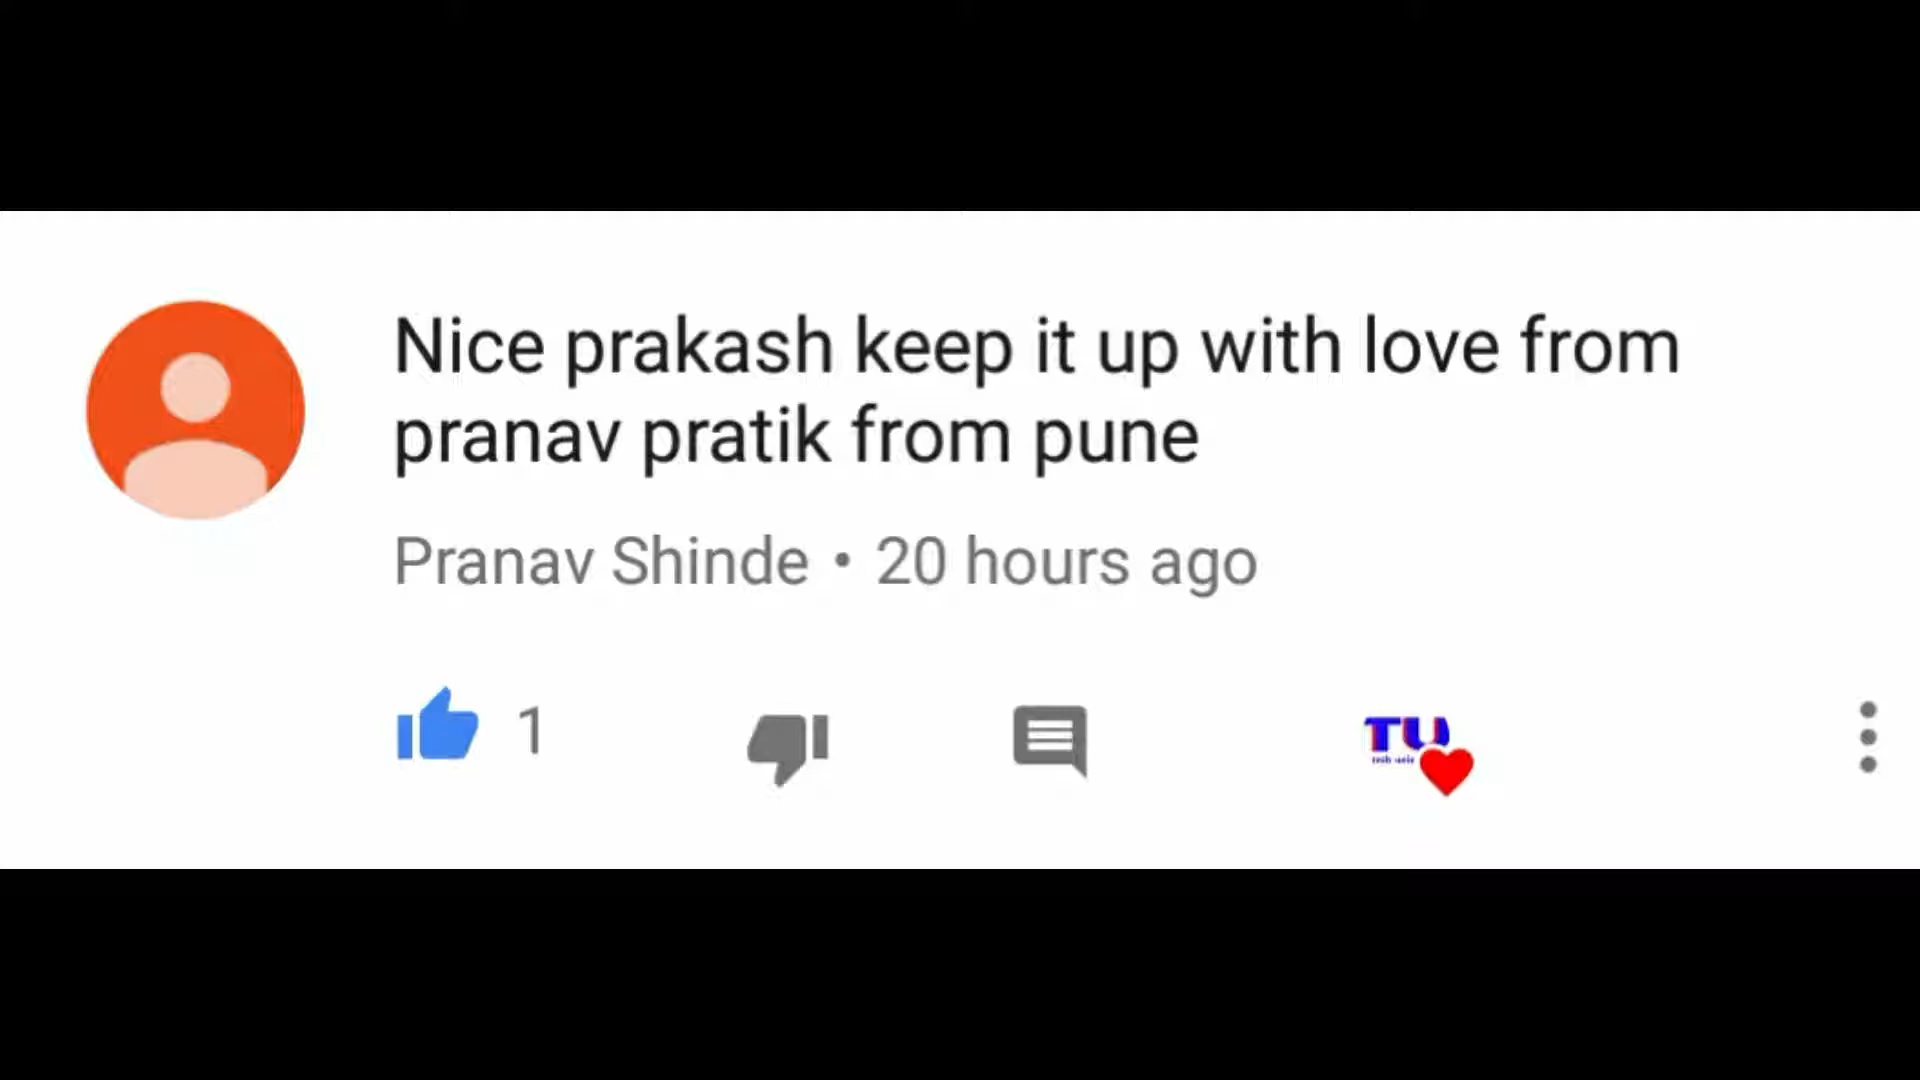 Nice prakash keep it up with love from
pranav pratik from pune
Pranav Shinde • 20 hours ago
1
TU